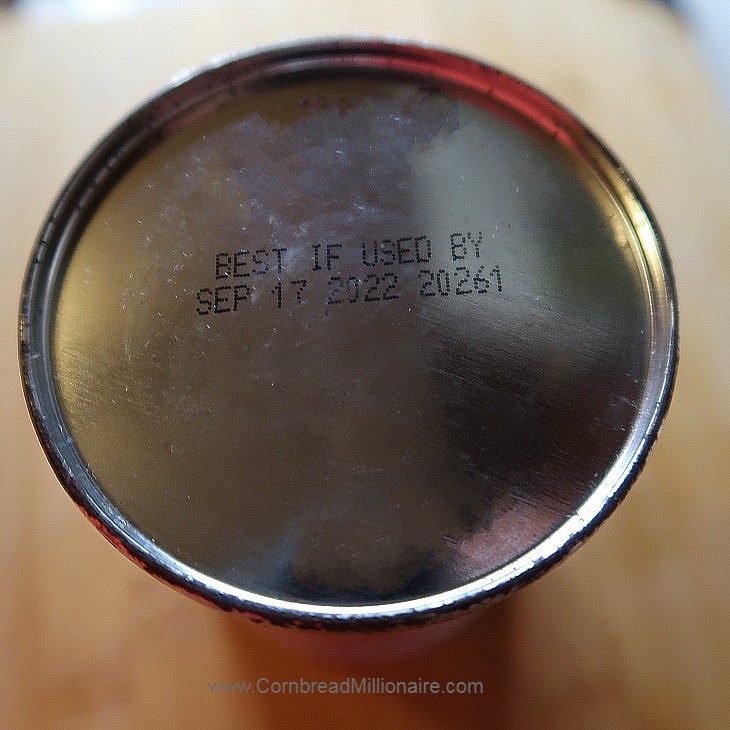 BEST IF USED BY
SEP 17 2022 20261
www.CornbreadMillionaire.com